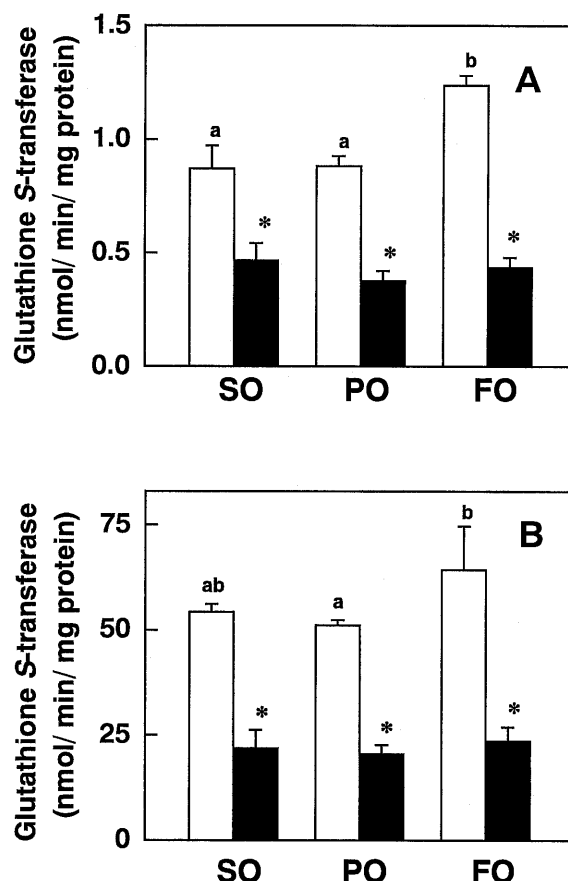 Glutathione S-transferase
(nmol/ min/ mg protein)
1.5
1.0
0.5
0.0
a
*
a
*
b
*
A
SO PO FO
Glutathione S-transferase
(nmol/ min/ mg protein)
75
50
25
0
ab
*
a
*
b
*
B
SO PO FO